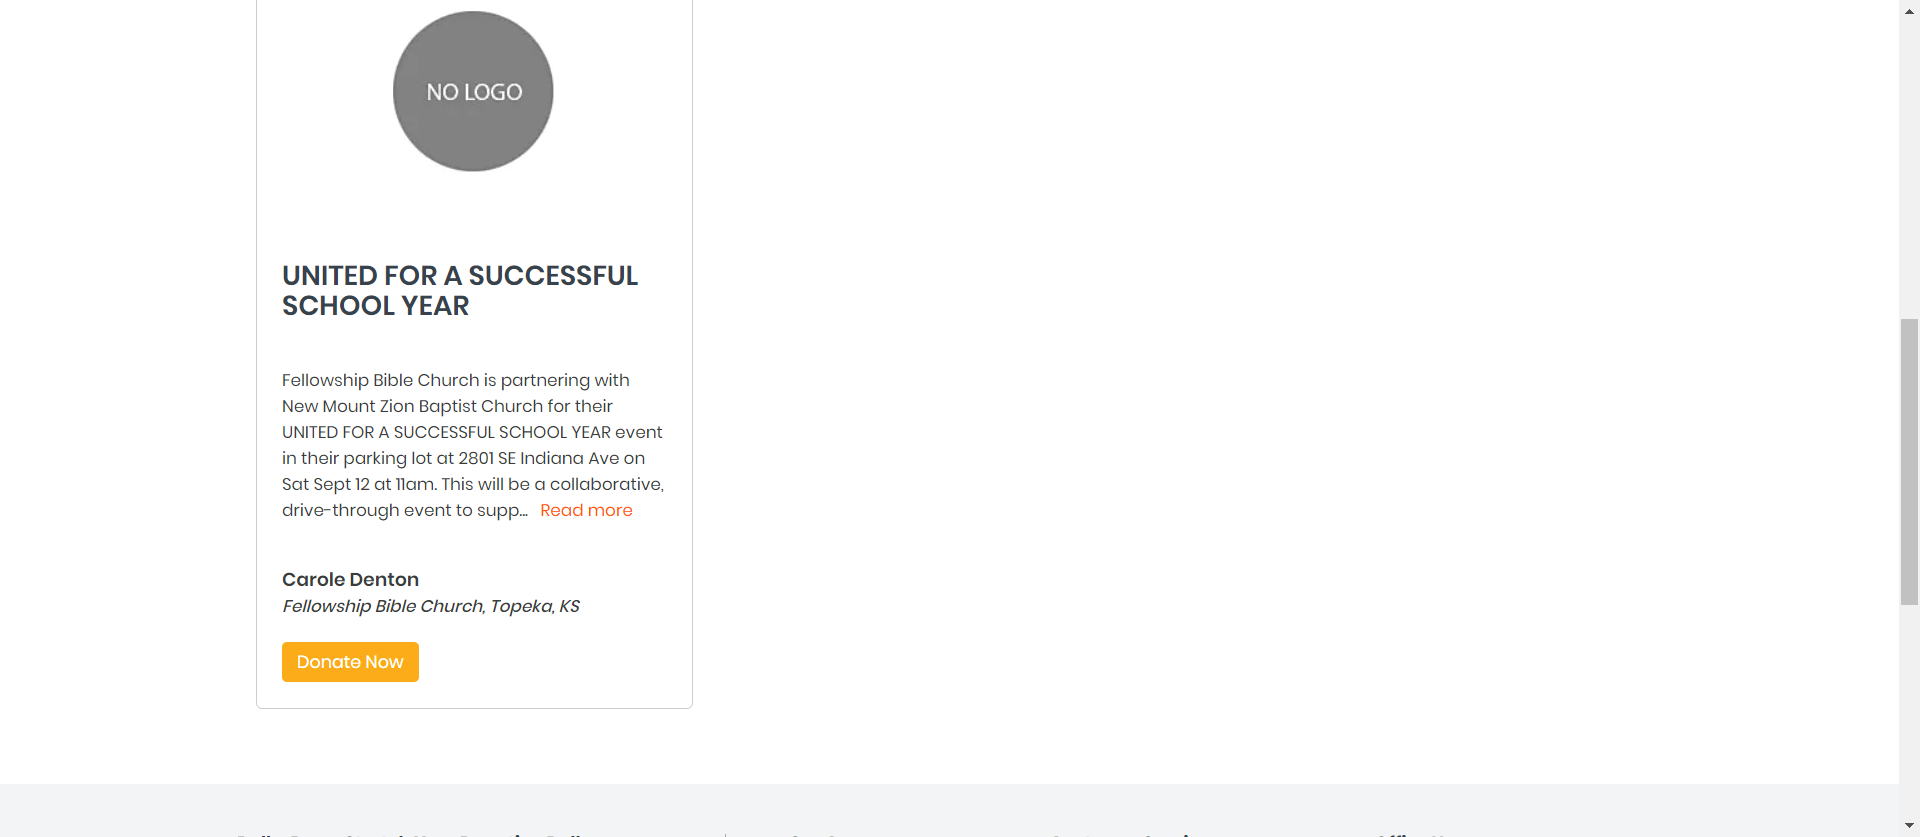 NO LOGO
UNITED FOR A SUCCESSFUL
SCHOOL YEAR
Fellowship Bible Church is partnering with
New Mount Zion Baptist Church for their
UNITED FOR A SUCCESSFUL SCHOOL YEAR event
in their parking lot at 2801 SE Indiana Ave on
Sat Sept 12 at 11am. This will be a collaborative,
drive-through event to supp... Read more
Carole Denton
Fellowship Bible Church, Topeka, KS
Donate Now